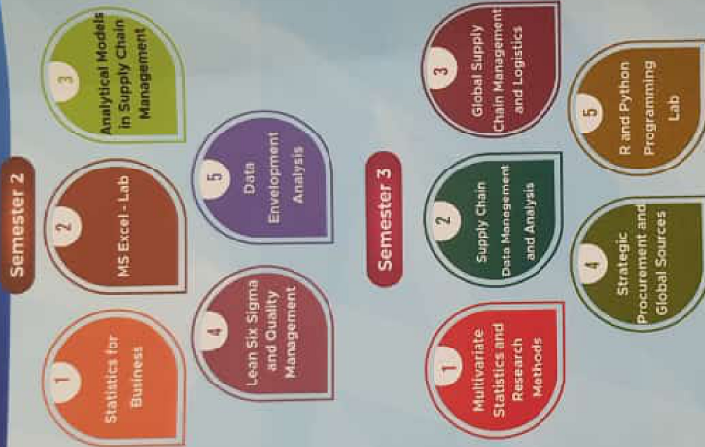 Semester 2
1
Statistics for
Business
2
MS Excel - Lab
3
Analytical Models
in Supply Chain
Management
4
Lean Six Sigma
and Quality
Management
5
Data
Envelopment
Analysis
Semester 3
1
Multivariate
Statistics and
Research
Methods
2
Supply Chain
Data Management
and Analysis
3
Global Supply
Chain Management
and Logistics
4
Strategic
Procurement and
Global Sources
5
R and Python
Programming
Lab